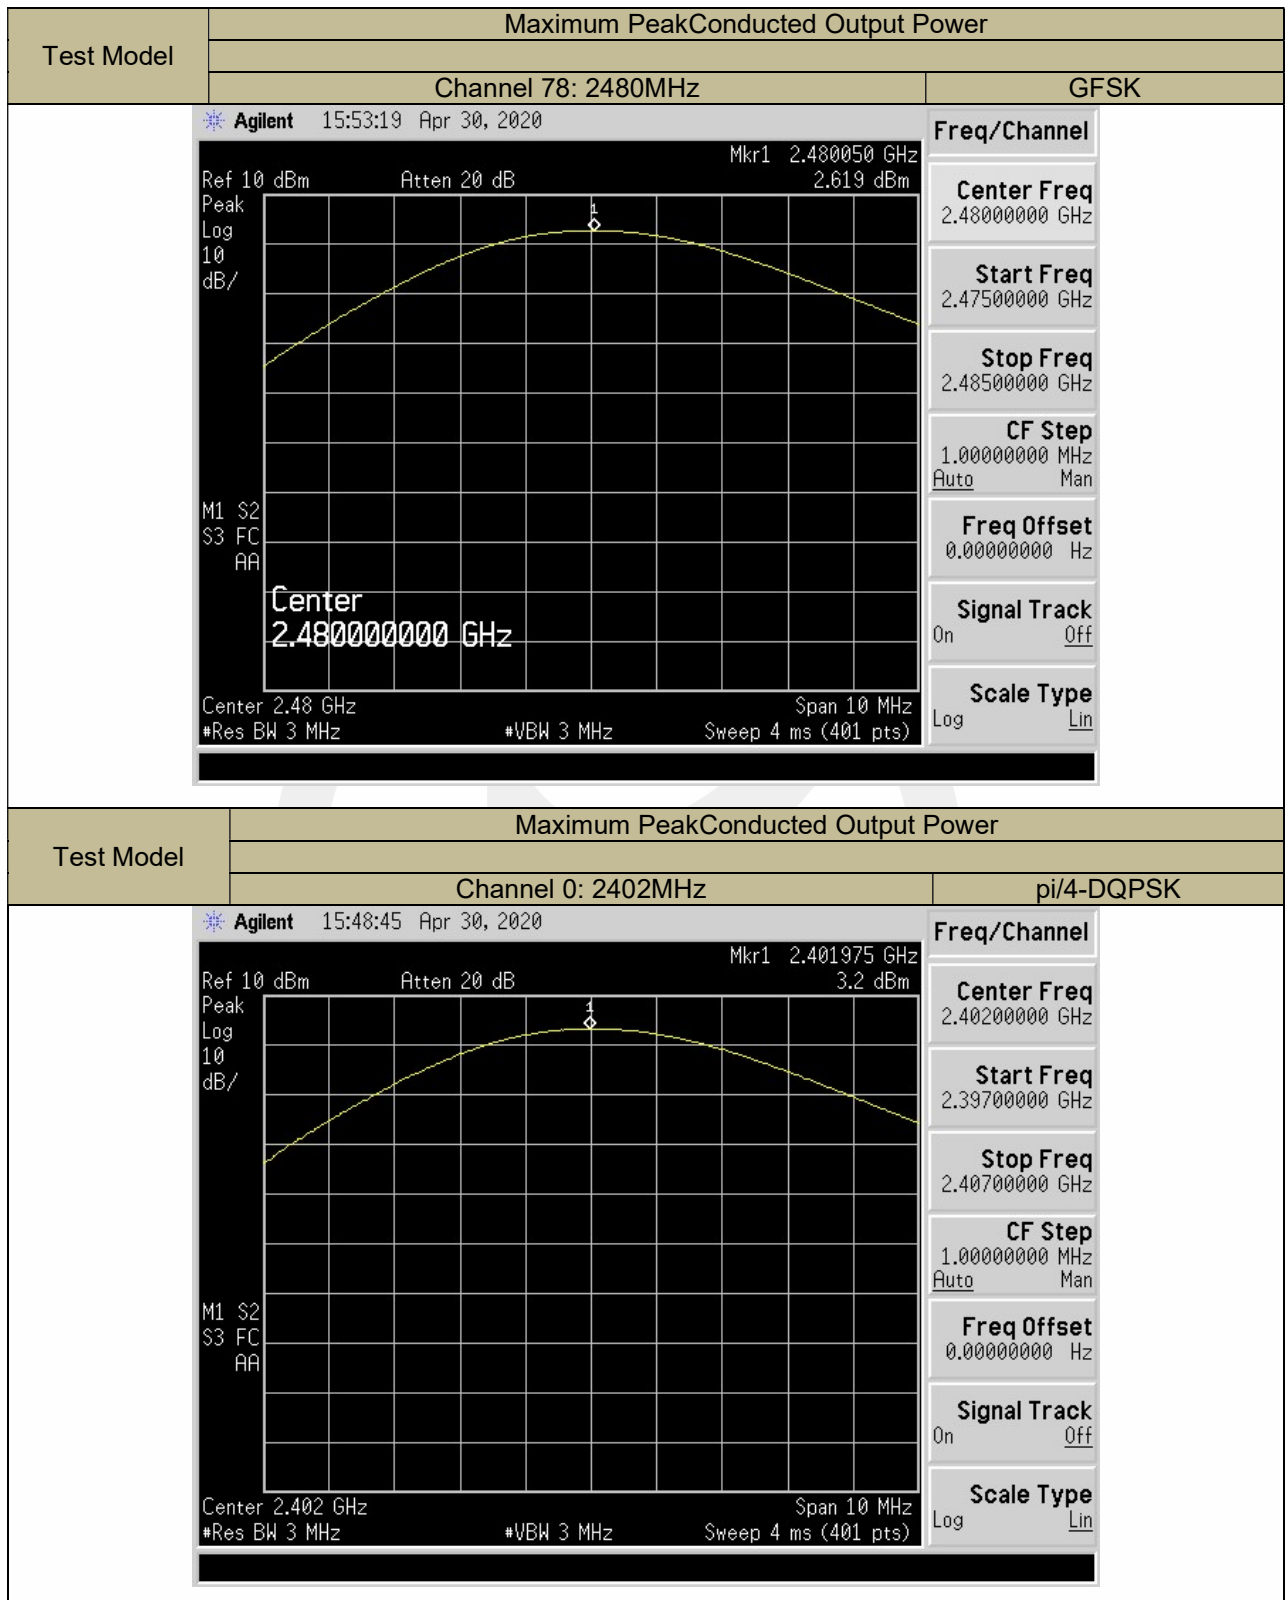 Test Model
Maximum PeakConducted Output Power
Channel 78: 2480MHz GFSK
Agilent 15:53:19 Apr 30, 2020
Freq/Channel
Mkr1 2.480050 GHz
Ref 10 dBm Atten 20 dB 2.619 dBm
Peak
Log
10
dB/
1
M1 S2
S3 FC
AA
Center
2.480000000 GHz
Center 2.48 GHz Span 10 MHz
#Res BW 3 MHz #VBW 3 MHz Sweep 4 ms (401 pts)
Center Freq
2.48000000 GHz
Start Freq
2.47500000 GHz
Stop Freq
2.48500000 GHz
CF Step
1.00000000 MHz
Auto Man
Freq Offset
0.00000000 Hz
Signal Track
On Off
Scale Type
Log Lin
Test Model
Maximum PeakConducted Output Power
Channel 0: 2402MHz pi/4-DQPSK
Agilent 15:48:45 Apr 30, 2020
Freq/Channel
Mkr1 2.401975 GHz
Ref 10 dBm Atten 20 dB 3.2 dBm
Peak
Log
10
dB/
1
M1 S2
S3 FC
AA
Center 2.402 GHz Span 10 MHz
#Res BW 3 MHz #VBW 3 MHz Sweep 4 ms (401 pts)
Center Freq
2.40200000 GHz
Start Freq
2.39700000 GHz
Stop Freq
2.40700000 GHz
CF Step
1.00000000 MHz
Auto Man
Freq Offset
0.00000000 Hz
Signal Track
On Off
Scale Type
Log Lin